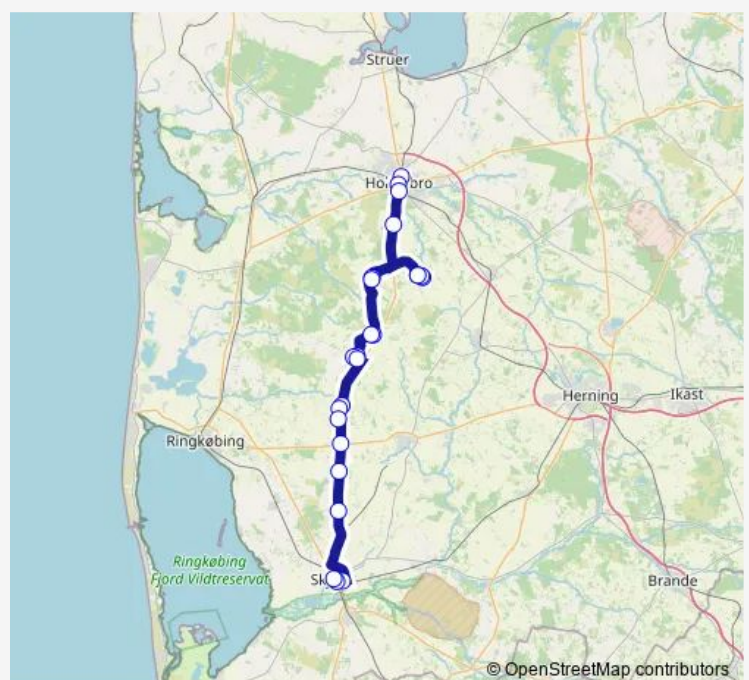 Struer
Ringkøbing
Herning
Ikast
Ringkøbing
Fjord Vildtreservat
Brande
© OpenStreetMap contributors